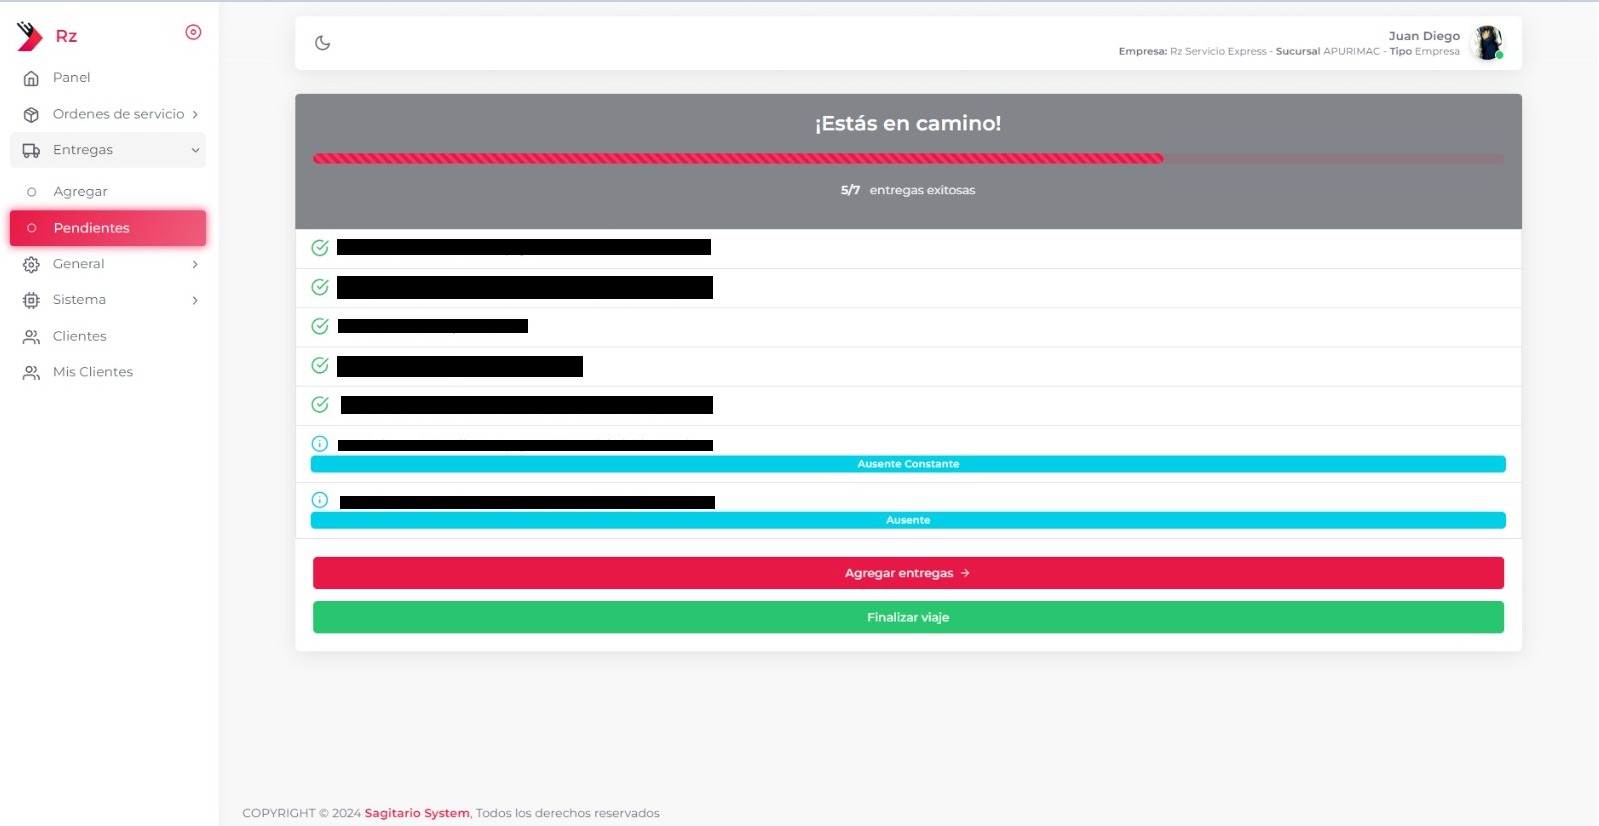 Rz
Panel
Ordenes de servicio
Entregas
Agregar
Pendientes
General
Sistema
Clientes
Mis Clientes
Juan Diego
Empresa: Rz Servicio Express - Sucursal APURIMAC - Tipo Empresa
¡Estás en camino!
5/7 entregas exitosas
Ausente Constante
Ausente
Agregar entregas →
Finalizar viaje
COPYRIGHT © 2024 Sagitario System, Todos los derechos reservados